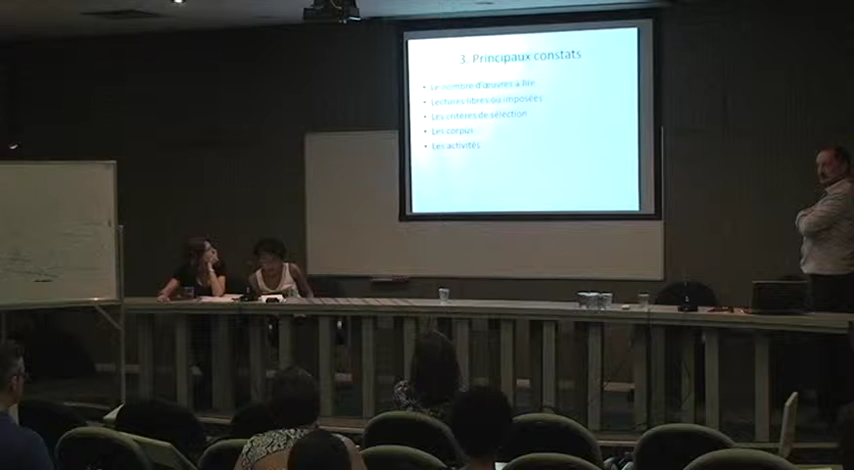 3. Principaux constats
• Le nombre d'œuvres à lire
• Lectures libres ou imposées
• Les critères de sélection
• Les corpus
• Les activités